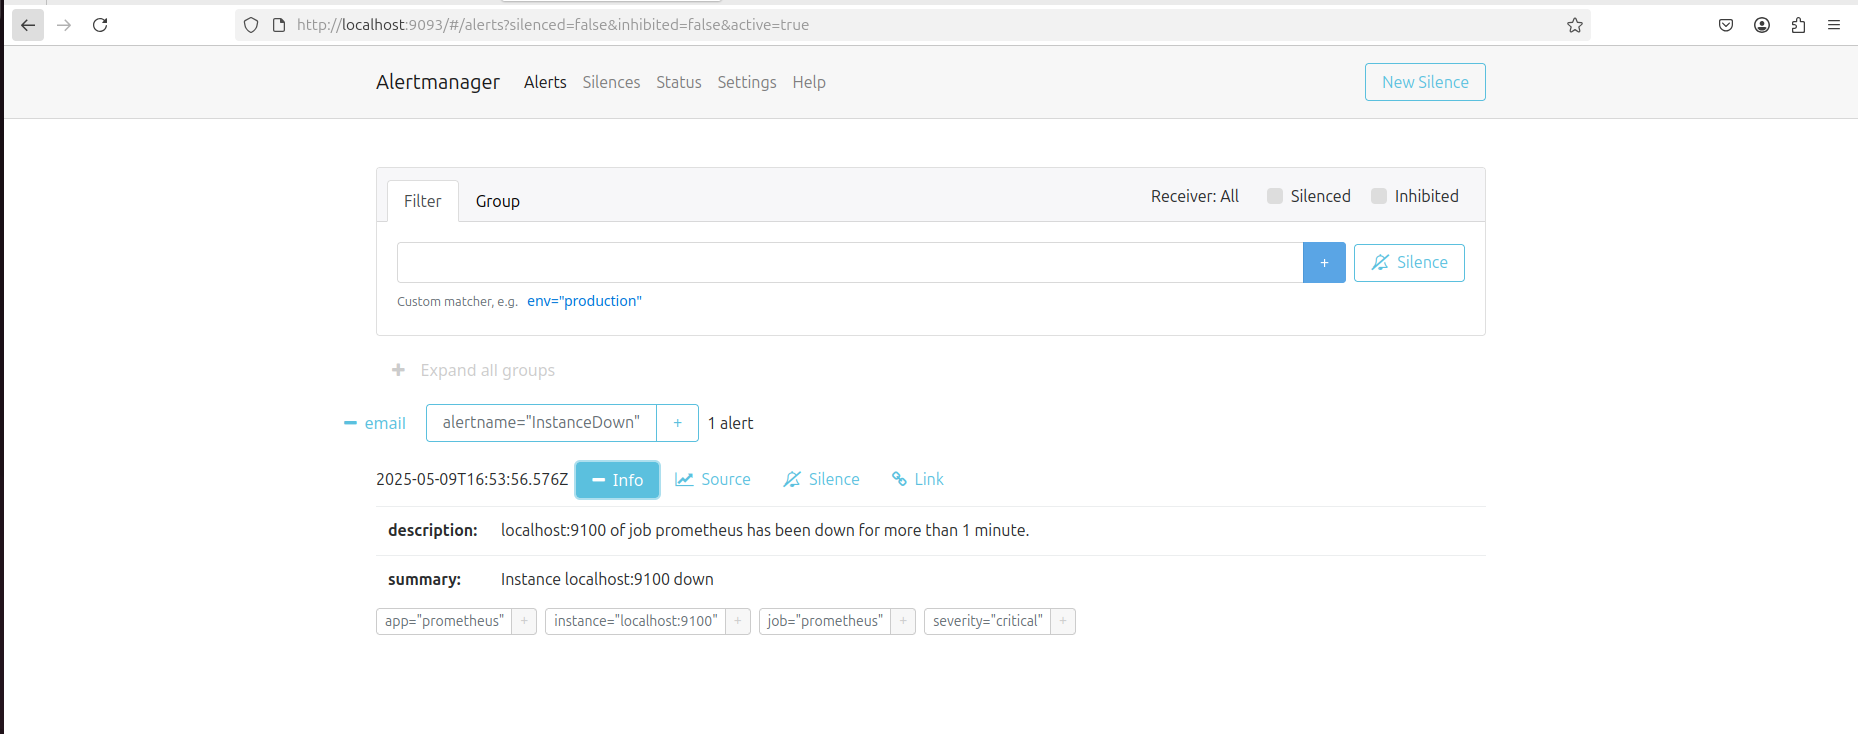 http://localhost:9093/#/alerts?silenced=false&inhibited=false&active=true
Alertmanager Alerts Silences Status Settings Help New Silence
Filter Group Receiver: All Silenced Inhibited
+ Silence
Custom matcher, e.g. env="production"
+ Expand all groups
− email alertname="InstanceDown" + 1 alert
2025-05-09T16:53:56.576Z − Info Source Silence Link
description: localhost:9100 of job prometheus has been down for more than 1 minute.
summary: Instance localhost:9100 down
app="prometheus" + instance="localhost:9100" + job="prometheus" + severity="critical" +